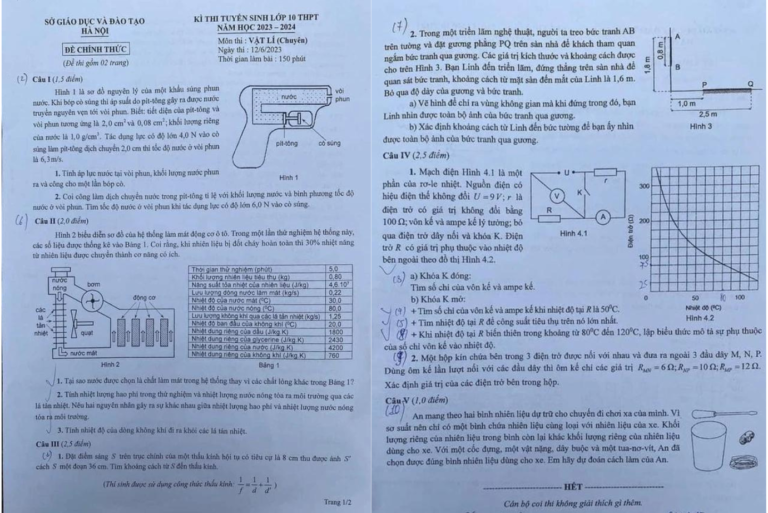 SỞ GIÁO DỤC VÀ ĐÀO TẠO
HÀ NỘI
ĐỀ CHÍNH THỨC
(Đề thi gồm 02 trang)
KÌ THI TUYỂN SINH LỚP 10 THPT
NĂM HỌC 2023 – 2024
Môn thi : VẬT LÍ (Chuyên)
Ngày thi : 12/6/2023
Thời gian làm bài : 150 phút
Câu I (1,5 điểm)
Hình 1 là sơ đồ nguyên lý của một khẩu súng phun
nước. Khi bóp cò súng thì áp suất do pít-tông gây ra được nước
truyền nguyên vẹn tới vòi phun. Biết: tiết diện của pít-tông và
vòi phun tương ứng là 2,0 cm² và 0,08 cm²; khối lượng riêng
của nước là 1,0 g/cm³. Tác dụng lực có độ lớn 4,0 N vào cò
súng làm pít-tông dịch chuyển 2,0 cm thì tốc độ nước ở vòi phun
là 6,3 m/s.
1. Tính áp lực nước tại vòi phun, khối lượng nước phun
ra và công cho một lần bóp cò.
2. Coi công làm dịch chuyển nước trong pít-tông tỉ lệ với khối lượng nước và bình phương tốc độ
nước ở vòi phun. Tìm tốc độ nước ở vòi phun khi tác dụng lực có độ lớn 6,0 N vào cò súng.
nước
vòi
phun
pít-tông
cò súng
Hình 1
Câu II (2,0 điểm)
Hình 2 biểu diễn sơ đồ của hệ thống làm mát động cơ ô tô. Trong một lần thử nghiệm hệ thống này,
các số liệu được thống kê vào Bảng 1. Coi rằng, khi nhiên liệu bị đốt cháy hoàn toàn thì 30% nhiệt năng
từ nhiên liệu được chuyển thành cơ năng có ích.
nước
nóng
bơm
động cơ
các
lá
tản
nhiệt
quạt
nước mát
Hình 2
Thời gian thử nghiệm (phút) 5,0
Khối lượng nhiên liệu tiêu thụ (kg) 0,80
Năng suất tỏa nhiệt của nhiên liệu (J/kg) 4,6.10⁷
Lưu lượng dòng nước làm mát (kg/s) 0,22
Nhiệt độ của nước mát (⁰C) 30,0
Nhiệt độ của nước nóng (⁰C) 80,0
Lưu lượng không khí qua các lá tản nhiệt (kg/s) 1,25
Nhiệt độ ban đầu của không khí (⁰C) 20,0
Nhiệt dung riêng của dầu (J/kg.K) 1800
Nhiệt dung riêng của glycerine (J/kg.K) 2430
Nhiệt dung riêng của nước (J/kg.K) 4200
Nhiệt dung riêng của không khí (J/kg.K) 760
Bảng 1
1. Tại sao nước được chọn là chất làm mát trong hệ thống thay vì các chất lỏng khác trong Bảng 1?
2. Tính nhiệt lượng hao phí trong thử nghiệm và nhiệt lượng nước nóng tỏa ra môi trường qua các
lá tản nhiệt. Nêu hai nguyên nhân gây ra sự khác nhau giữa nhiệt lượng hao phí và nhiệt lượng nước nóng
tỏa ra môi trường.
3. Tính nhiệt độ của dòng không khí đi ra khỏi các lá tản nhiệt.
Câu III (2,5 điểm)
1. Đặt điểm sáng S trên trục chính của một thấu kính hội tụ có tiêu cự là 8 cm thu được ảnh S'
cách S một đoạn 36 cm. Tìm khoảng cách từ S đến thấu kính.
(Thí sinh được sử dụng công thức thấu kính: 1/f = 1/d + 1/d')
Trang 1/2
(7)
2. Trong một triển lãm nghệ thuật, người ta treo bức tranh AB
trên tường và đặt gương phẳng PQ trên sàn nhà để khách tham quan
ngắm bức tranh qua gương. Các giá trị kích thước và khoảng cách được
cho trên Hình 3. Bạn Linh đến triển lãm, đứng thẳng trên sàn nhà để
quan sát bức tranh, khoảng cách từ mặt sàn đến mắt của Linh là 1,6 m.
Bỏ qua độ dày của gương và bức tranh.
a) Vẽ hình để chỉ ra vùng không gian mà khi đứng trong đó, bạn
Linh nhìn được toàn bộ ảnh của bức tranh qua gương.
b) Xác định khoảng cách từ Linh đến bức tường để bạn ấy nhìn
được toàn bộ ảnh của bức tranh qua gương.
1,8 m
0,8 m
A
B
P
Q
1,0 m
2,5 m
Hình 3
Câu IV (2,5 điểm)
1. Mạch điện Hình 4.1 là một
phần của rơ-le nhiệt. Nguồn điện có
hiệu điện thế không đổi U = 9 V; r là
điện trở có giá trị không đổi bằng
100 Ω; vôn kế và ampe kế lý tưởng; bỏ
qua điện trở dây nối và khóa K. Điện
trở R có giá trị phụ thuộc vào nhiệt độ
bên ngoài theo đồ thị Hình 4.2.
U
r
V
K
R
A
Hình 4.1
Điện trở (Ω)
300
200
100
0
50
100
Nhiệt độ (⁰C)
Hình 4.2
(3) a) Khóa K đóng:
Tìm số chỉ của vôn kế và ampe kế.
b) Khóa K mở:
(4) + Tìm số chỉ của vôn kế và ampe kế khi nhiệt độ tại R là 50⁰C.
(5) + Tìm nhiệt độ tại R để công suất tiêu thụ trên nó lớn nhất.
(8) + Khi nhiệt độ tại R biến thiên trong khoảng từ 80⁰C đến 120⁰C, lập biểu thức mô tả sự phụ thuộc
của số chỉ vôn kế vào nhiệt độ.
(9) 2. Một hộp kín chứa bên trong 3 điện trở được nối với nhau và đưa ra ngoài 3 đầu dây M, N, P.
Dùng ôm kế lần lượt nối với các đầu dây thì ôm kế chỉ các giá trị R_MN = 6 Ω; R_NP = 10 Ω; R_MP = 12 Ω.
Xác định giá trị của các điện trở bên trong hộp.
Câu V (1,0 điểm)
(10)
An mang theo hai bình nhiên liệu dự trữ cho chuyến đi chơi xa của mình. Vì
sơ suất nên chỉ có một bình chứa nhiên liệu cùng loại với nhiên liệu của xe. Khối
lượng riêng của nhiên liệu trong bình còn lại khác khối lượng riêng của nhiên liệu
dùng cho xe. Với một cốc đựng, một vật nặng, dây buộc và một tua-nơ-vít, An đã
chọn được đúng bình nhiên liệu dùng cho xe. Em hãy dự đoán cách làm của An.
HẾT
Cán bộ coi thi không giải thích gì thêm.